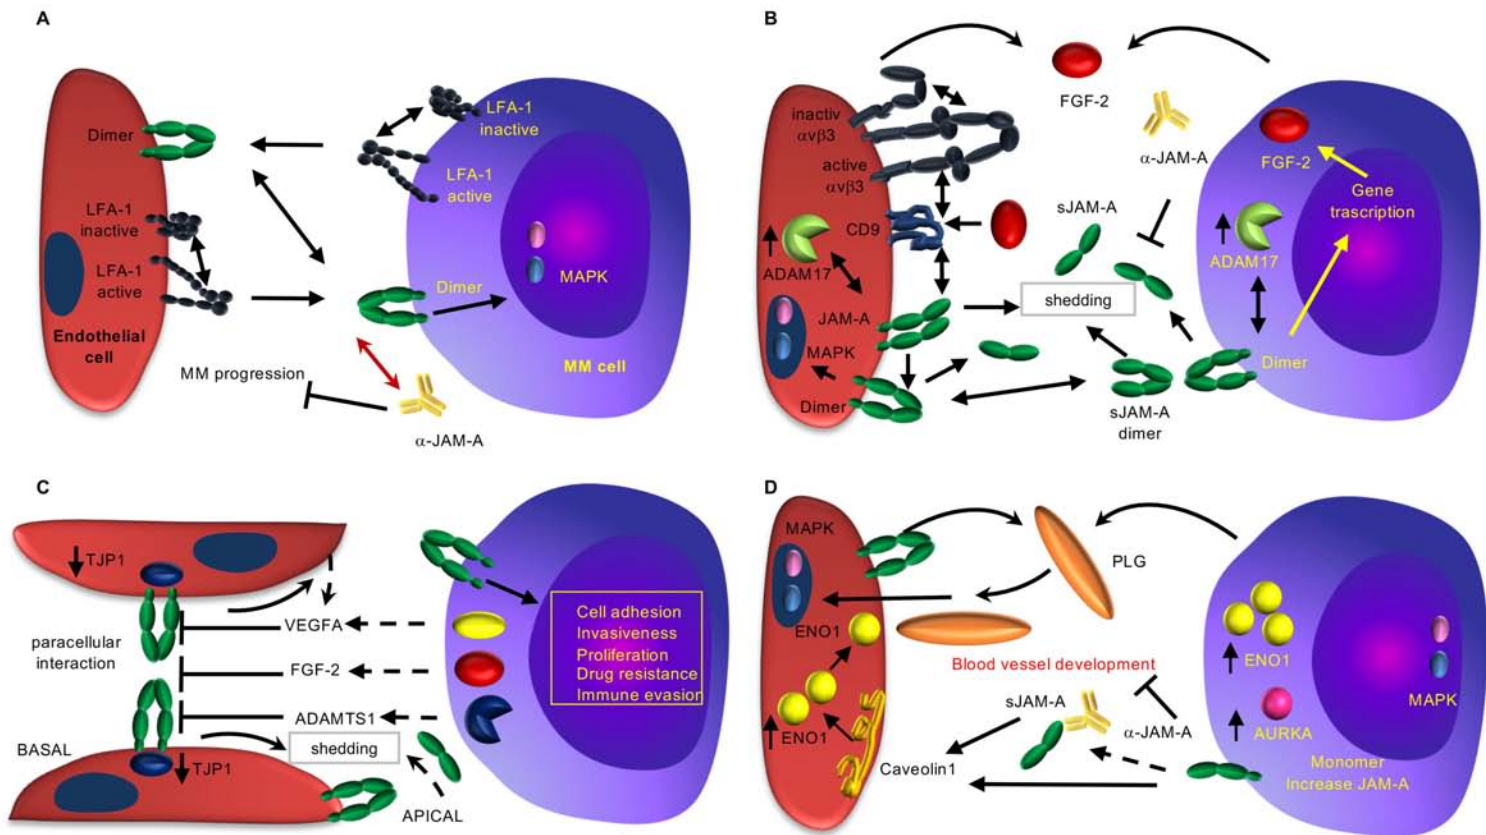 A
Dimer
LFA-1
inactive
LFA-1
active
LFA-1
inactive
LFA-1
active
Endothelial
cell
Dimer
MAPK
MM cell
MM progression
α-JAM-A
B
FGF-2
inactiv
αvβ3
active
αvβ3
α-JAM-A
FGF-2
Gene
trascription
sJAM-A
CD9
ADAM17
ADAM17
shedding
JAM-A
MAPK
Dimer
Dimer
sJAM-A
dimer
C
TJP1
paracellular
interaction
VEGFA
FGF-2
ADAMTS1
shedding
BASAL
TJP1
APICAL
Cell adhesion
Invasiveness
Proliferation
Drug resistance
Immune evasion
D
MAPK
PLG
ENO1
Blood vessel development
ENO1
MAPK
sJAM-A
α-JAM-A
AURKA
ENO1
Caveolin1
Monomer
Increase JAM-A